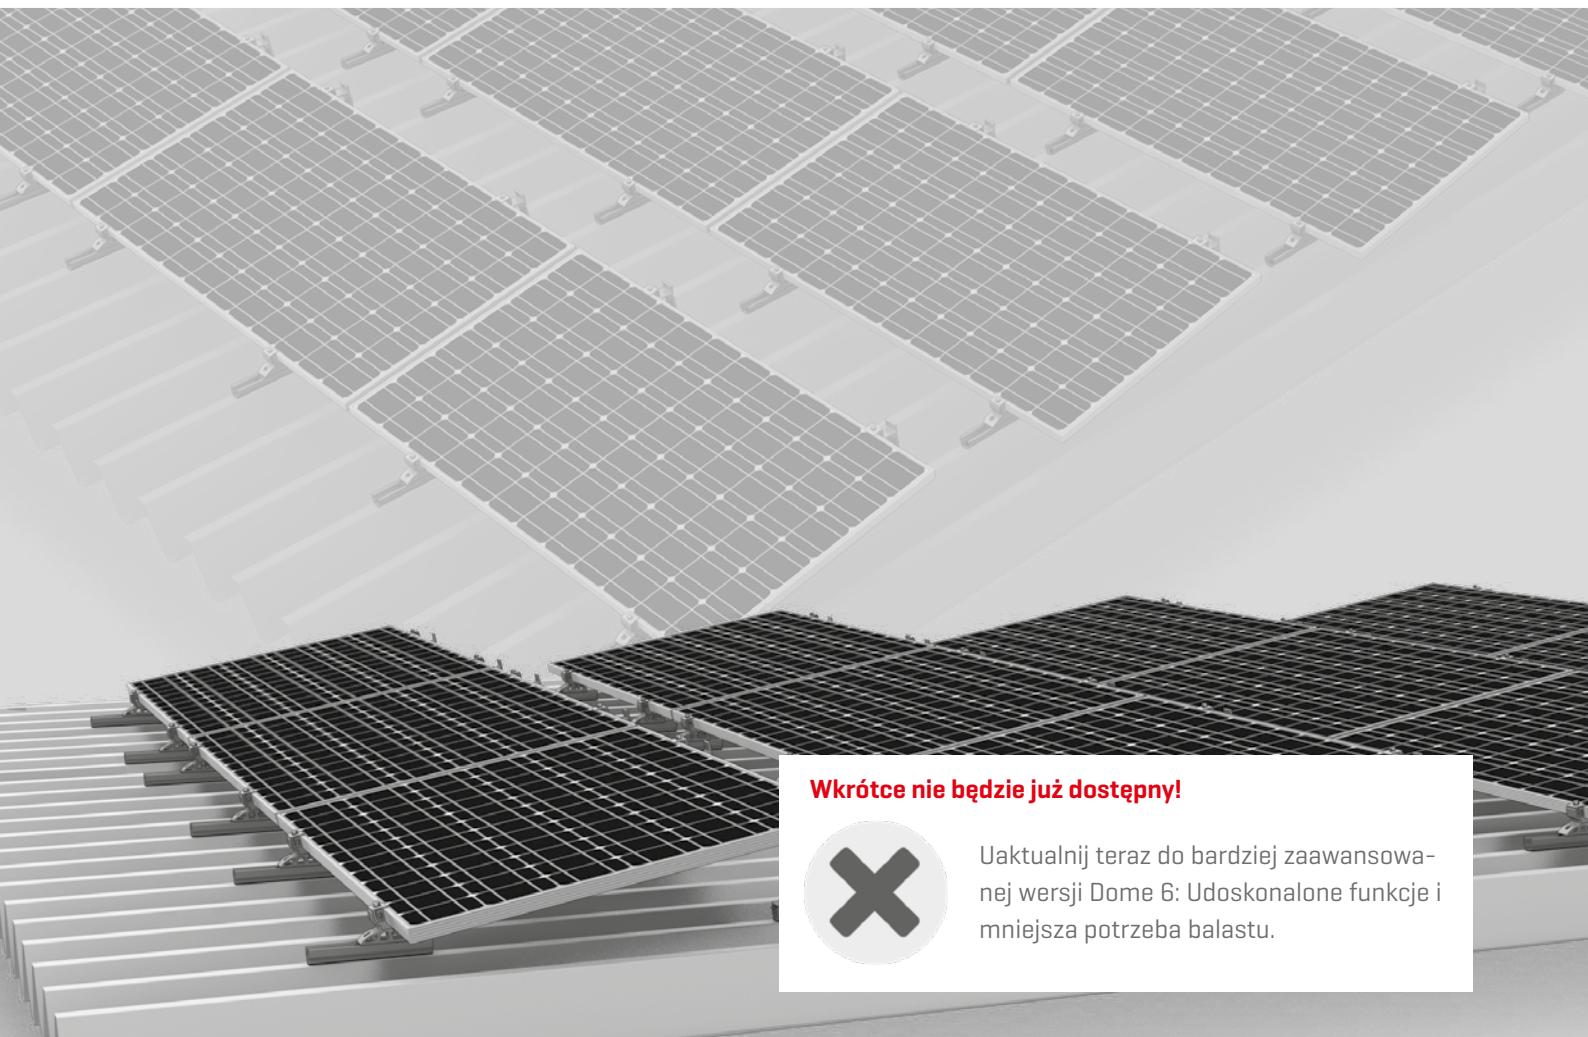 Wkrótce nie będzie już dostępny!
Uaktualnij teraz do bardziej zaawansowa-
nej wersji Dome 6: Udoskonalone funkcje i
mniejsza potrzeba balastu.